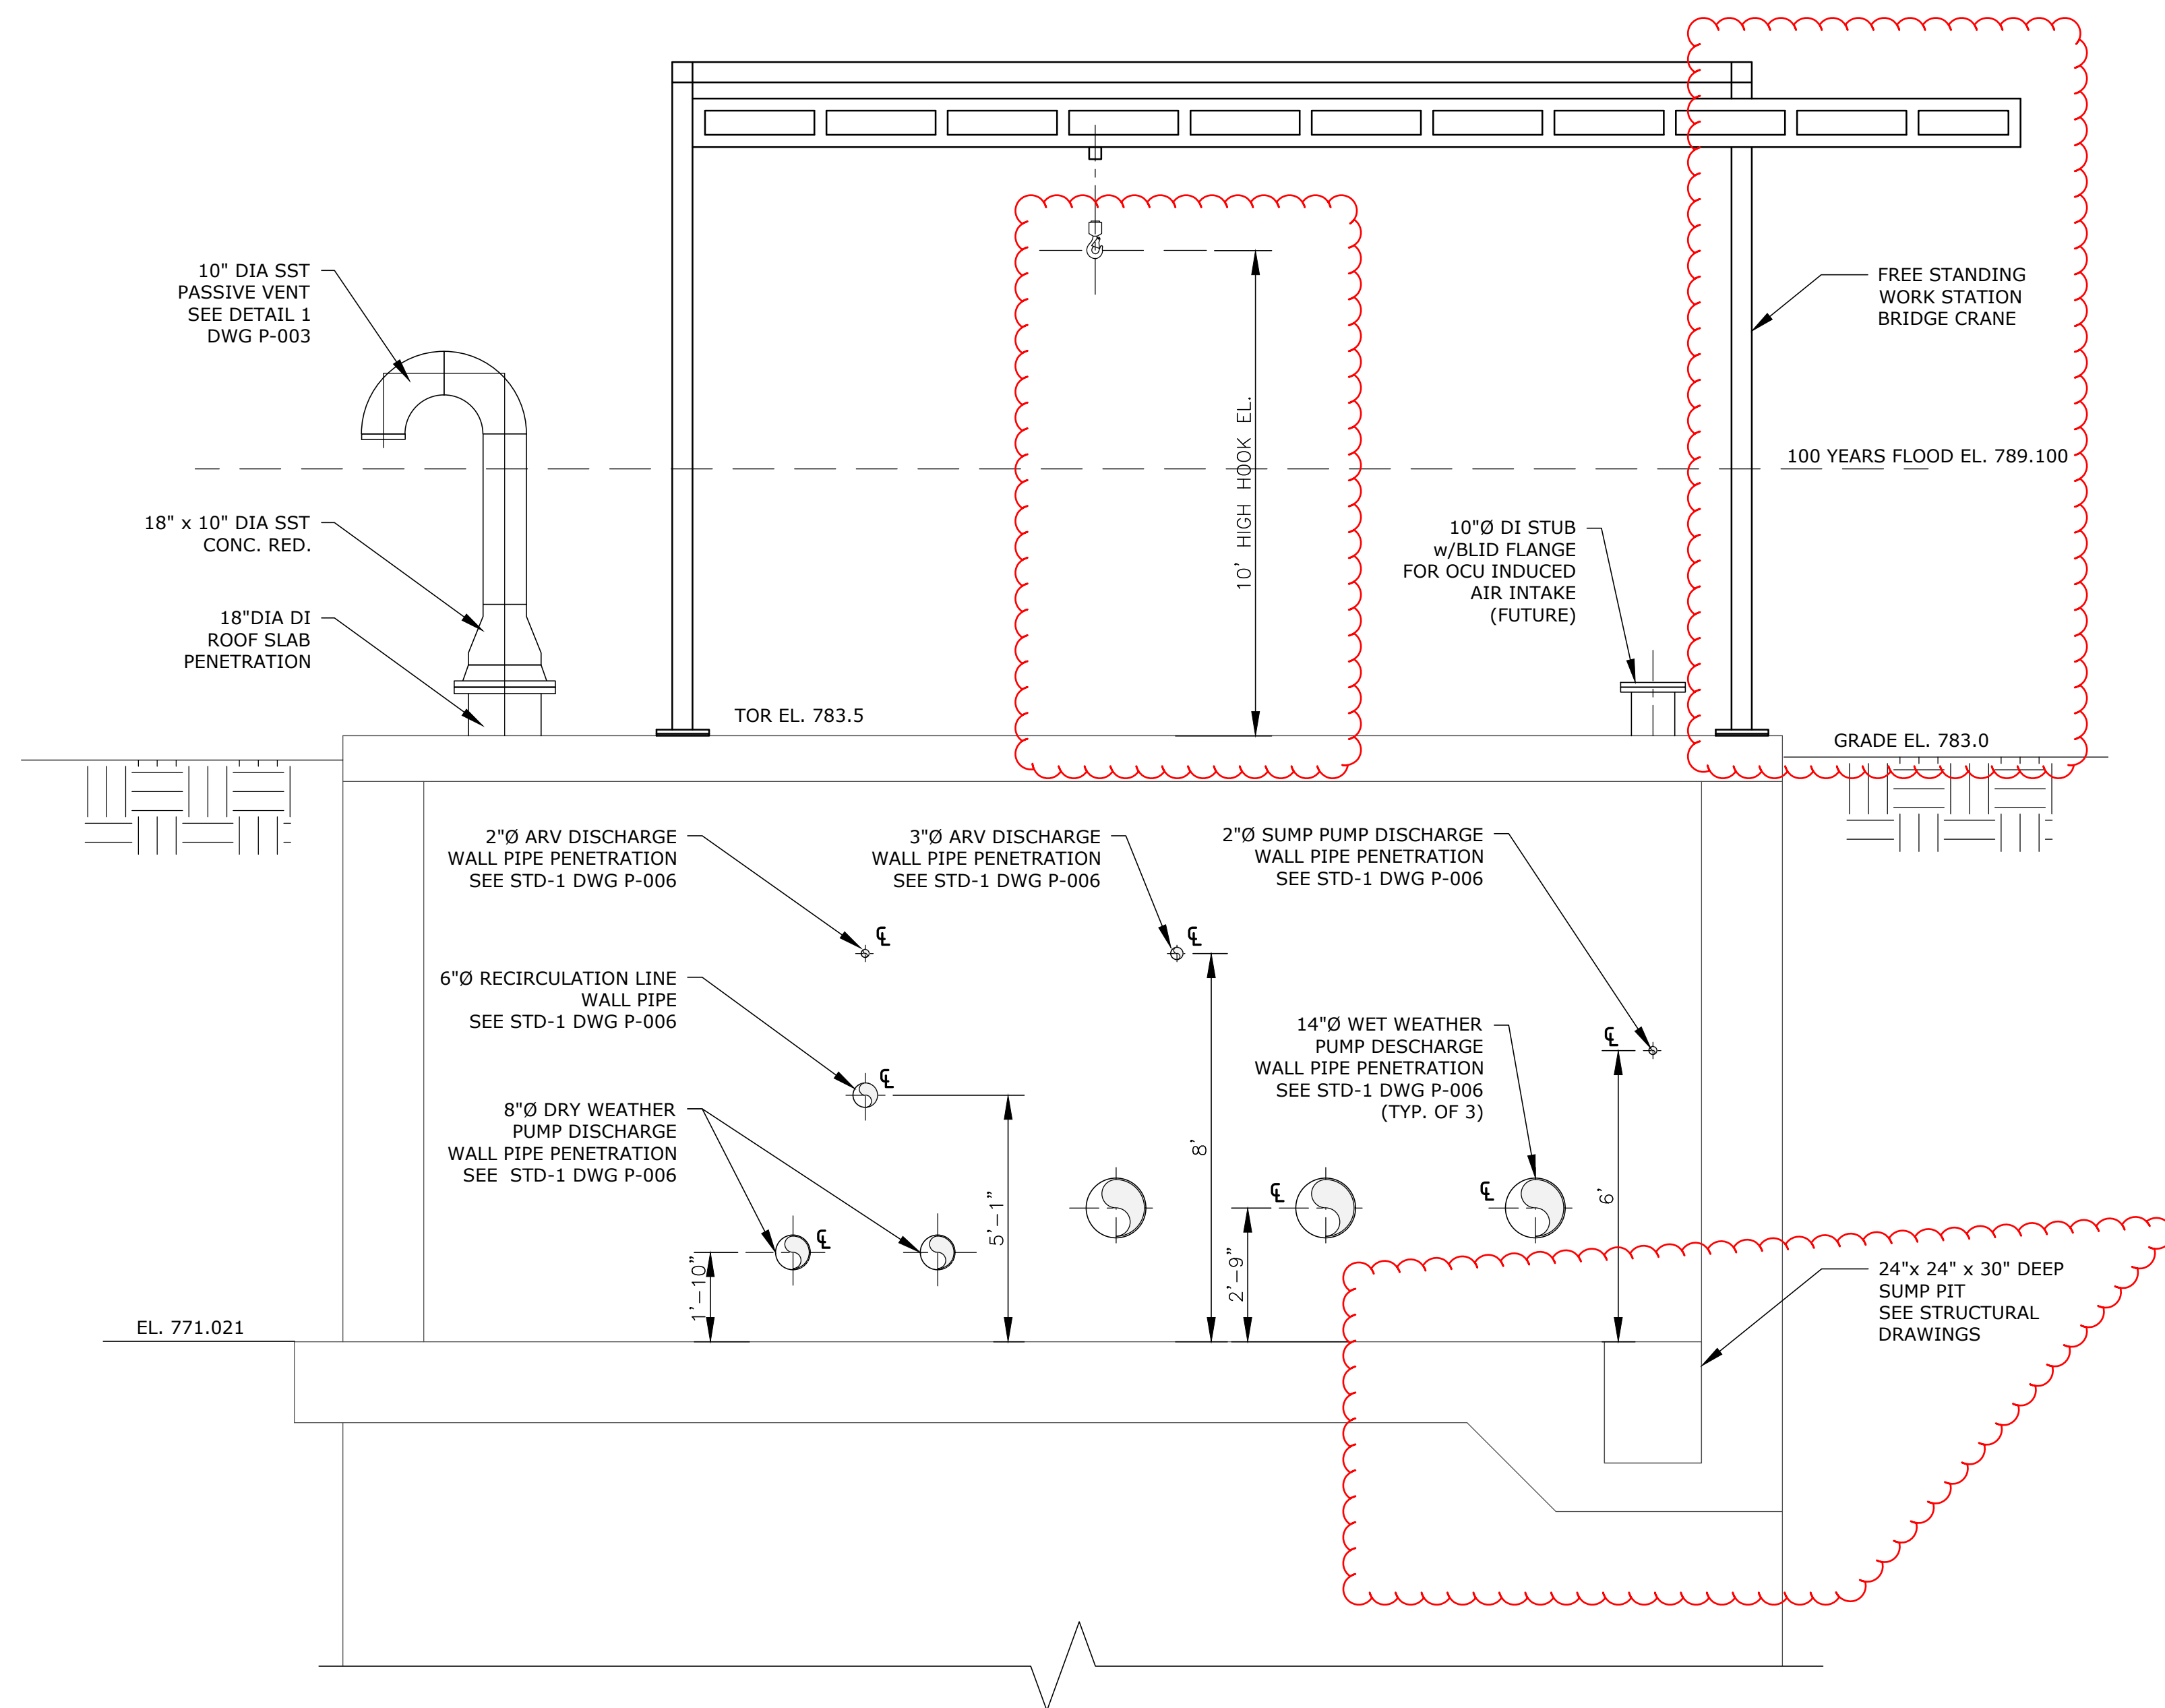 10" DIA SST
PASSIVE VENT
SEE DETAIL 1
DWG P-003
FREE STANDING
WORK STATION
BRIDGE CRANE
10' HIGH HOOK EL.
100 YEARS FLOOD EL. 789.100
18" x 10" DIA SST
CONC. RED.
10"Ø DI STUB
w/BLID FLANGE
FOR OCU INDUCED
AIR INTAKE
(FUTURE)
18"DIA DI
ROOF SLAB
PENETRATION
TOR EL. 783.5
GRADE EL. 783.0
2"Ø ARV DISCHARGE
WALL PIPE PENETRATION
SEE STD-1 DWG P-006
3"Ø ARV DISCHARGE
WALL PIPE PENETRATION
SEE STD-1 DWG P-006
2"Ø SUMP PUMP DISCHARGE
WALL PIPE PENETRATION
SEE STD-1 DWG P-006
℄
℄
6"Ø RECIRCULATION LINE
WALL PIPE
SEE STD-1 DWG P-006
℄
14"Ø WET WEATHER
PUMP DESCHARGE
WALL PIPE PENETRATION
SEE STD-1 DWG P-006
(TYP. OF 3)
℄
8"Ø DRY WEATHER
PUMP DISCHARGE
WALL PIPE PENETRATION
SEE  STD-1 DWG P-006
℄
℄
℄
1'-10"
5'-1"
8'
2'-9"
6'
24"x 24" x 30" DEEP
SUMP PIT
SEE STRUCTURAL
DRAWINGS
EL. 771.021